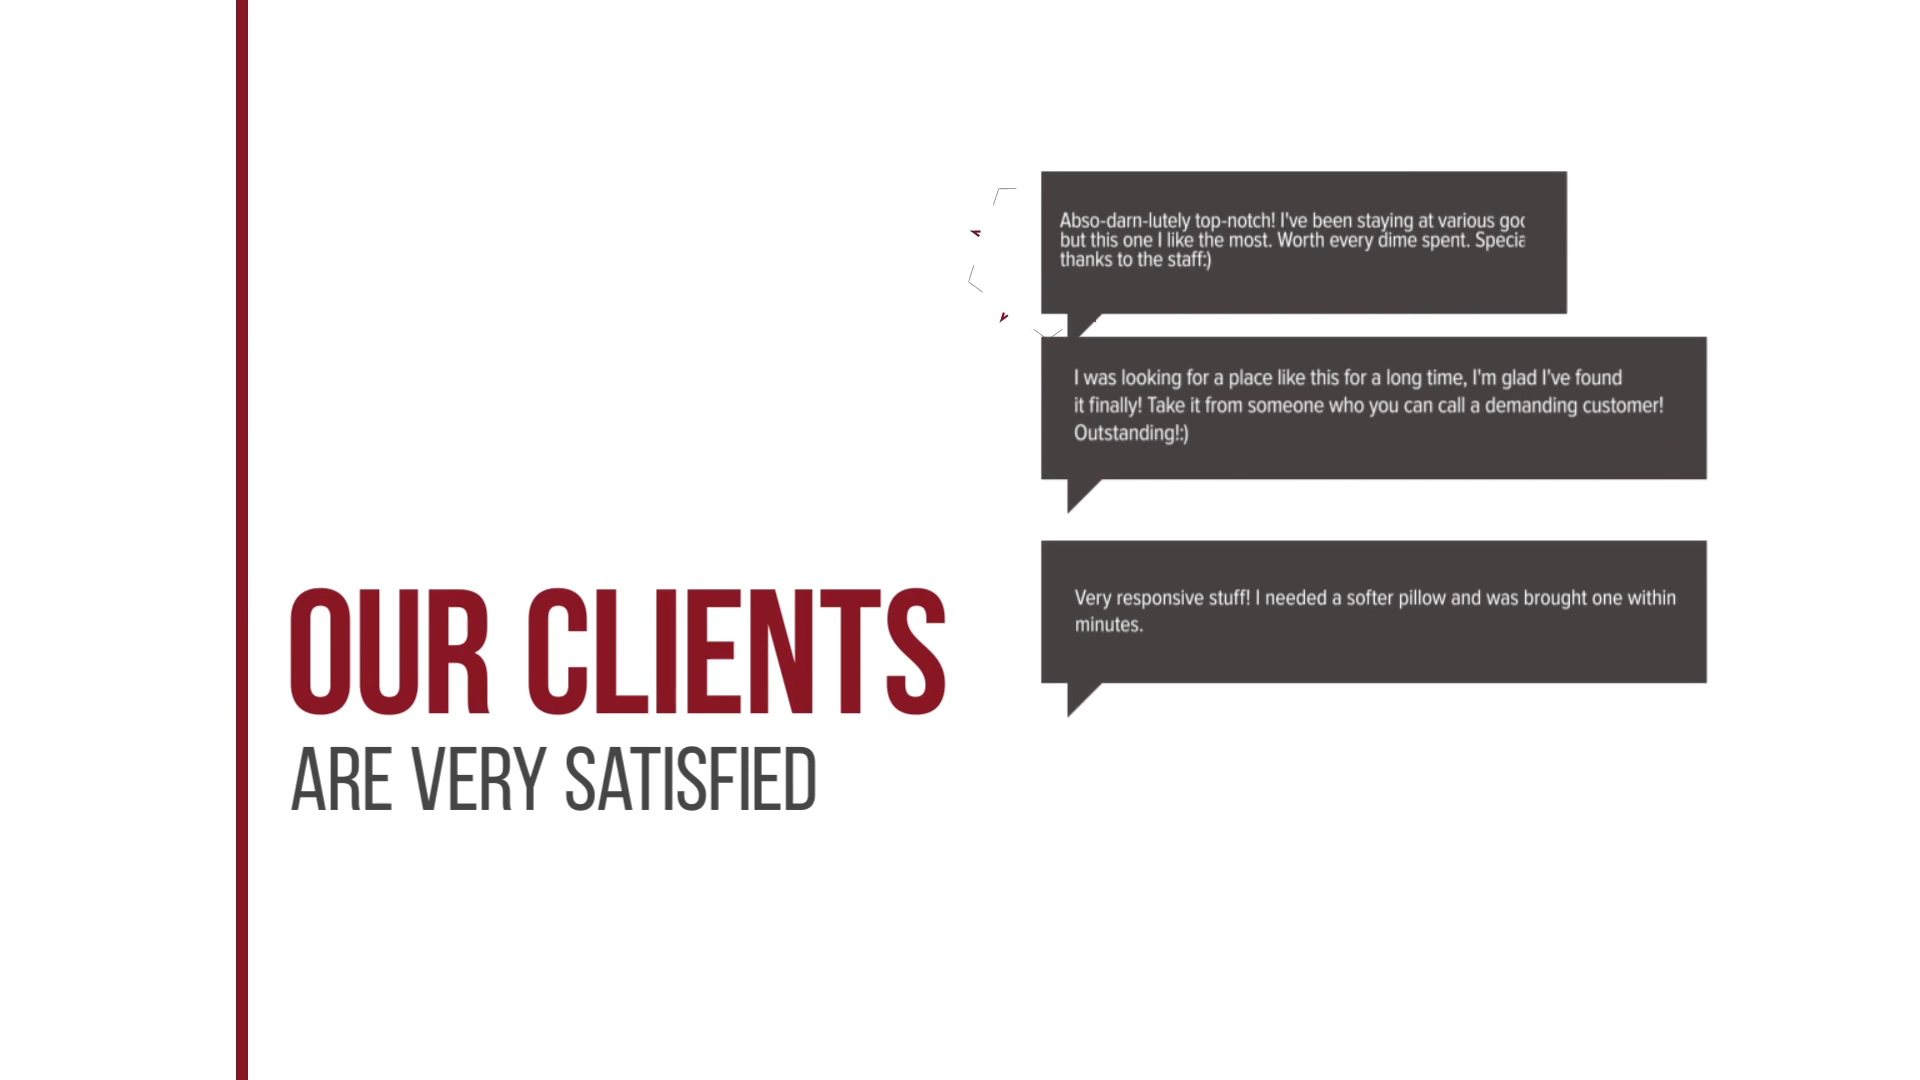 Abso-darn-lutely top-notch! I've been staying at various
but this one I like the most. Worth every dime spent.
thanks to the staff:)
I was looking for a place like this for a long time, I'm glad I've found
it finally! Take it from someone who you can call a demanding customer!
Outstanding!:)
Very responsive stuff! I needed a softer pillow and was brought one within
minutes.
OUR CLIENTS
ARE VERY SATISFIED